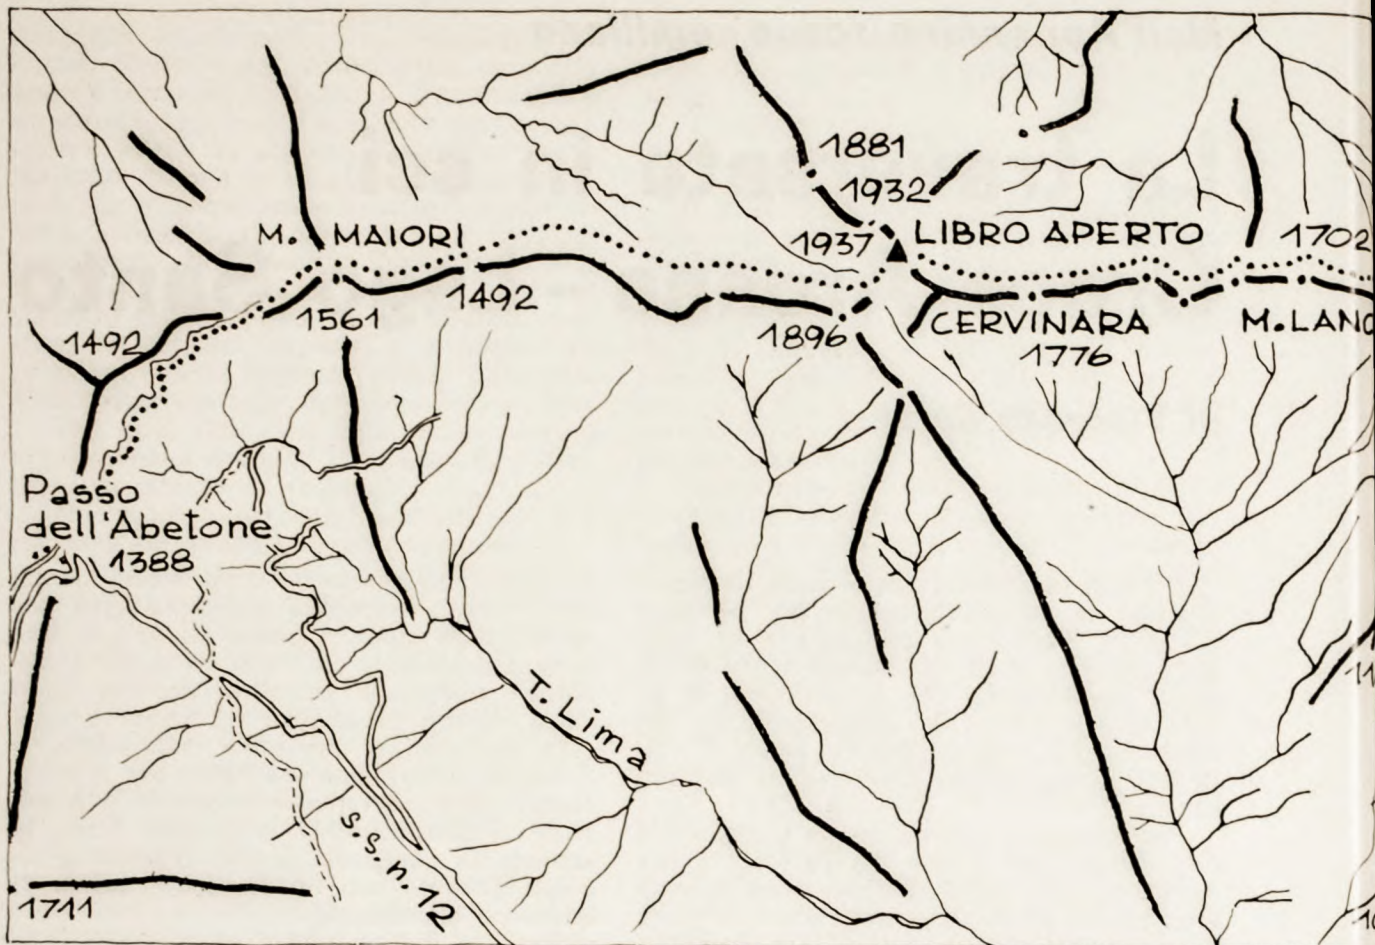 1881
1932
M. MAIORI
1937
LIBRO APERTO
1702
1492
1561
1492
1896
CERVINARA
1776
Passo
dell'Abetone
1388
T. Lima
s.s. n. 12
1711